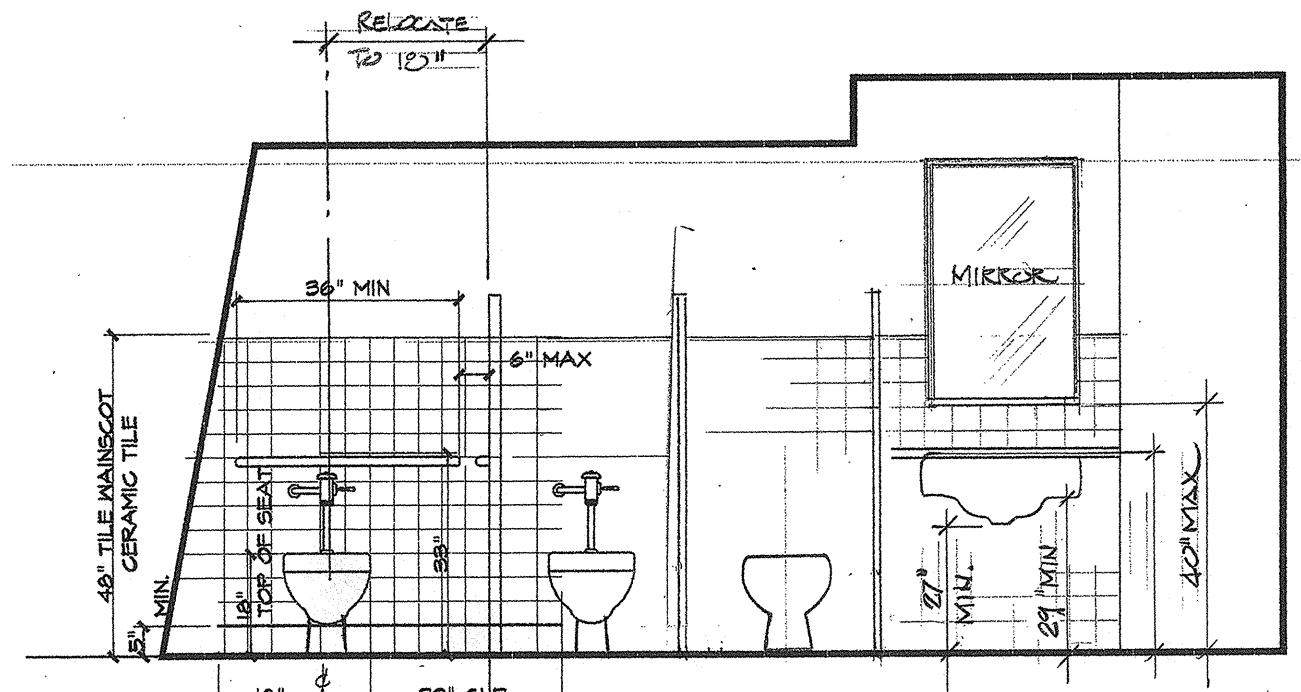 RELOCATE
TO 18"
36" MIN
6" MAX
MIRROR
48" TILE WAINSCOT
CERAMIC TILE
5" MIN.
18"
TOP OF SEAT
33"
27"
MIN.
29" MIN
40" MAX
℄